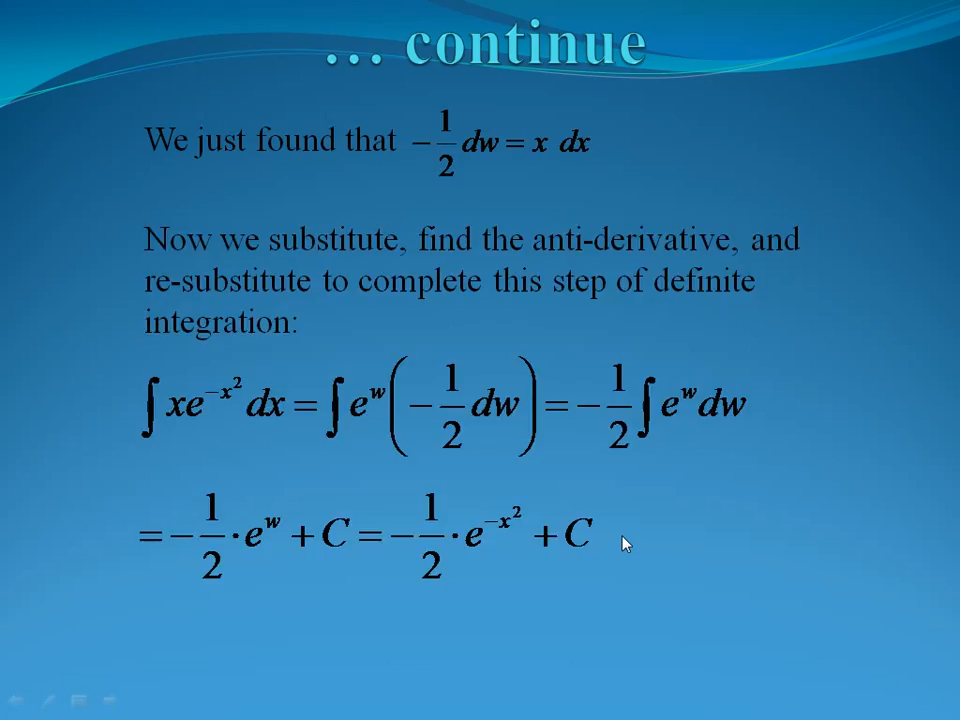 ... continue
We just found that −1/2 dw = x dx
Now we substitute, find the anti-derivative, and
re-substitute to complete this step of definite
integration:
∫ xe^{−x^2} dx = ∫ e^w (−1/2 dw) = −1/2 ∫ e^w dw
= −1/2 · e^w + C = −1/2 · e^{−x^2} + C